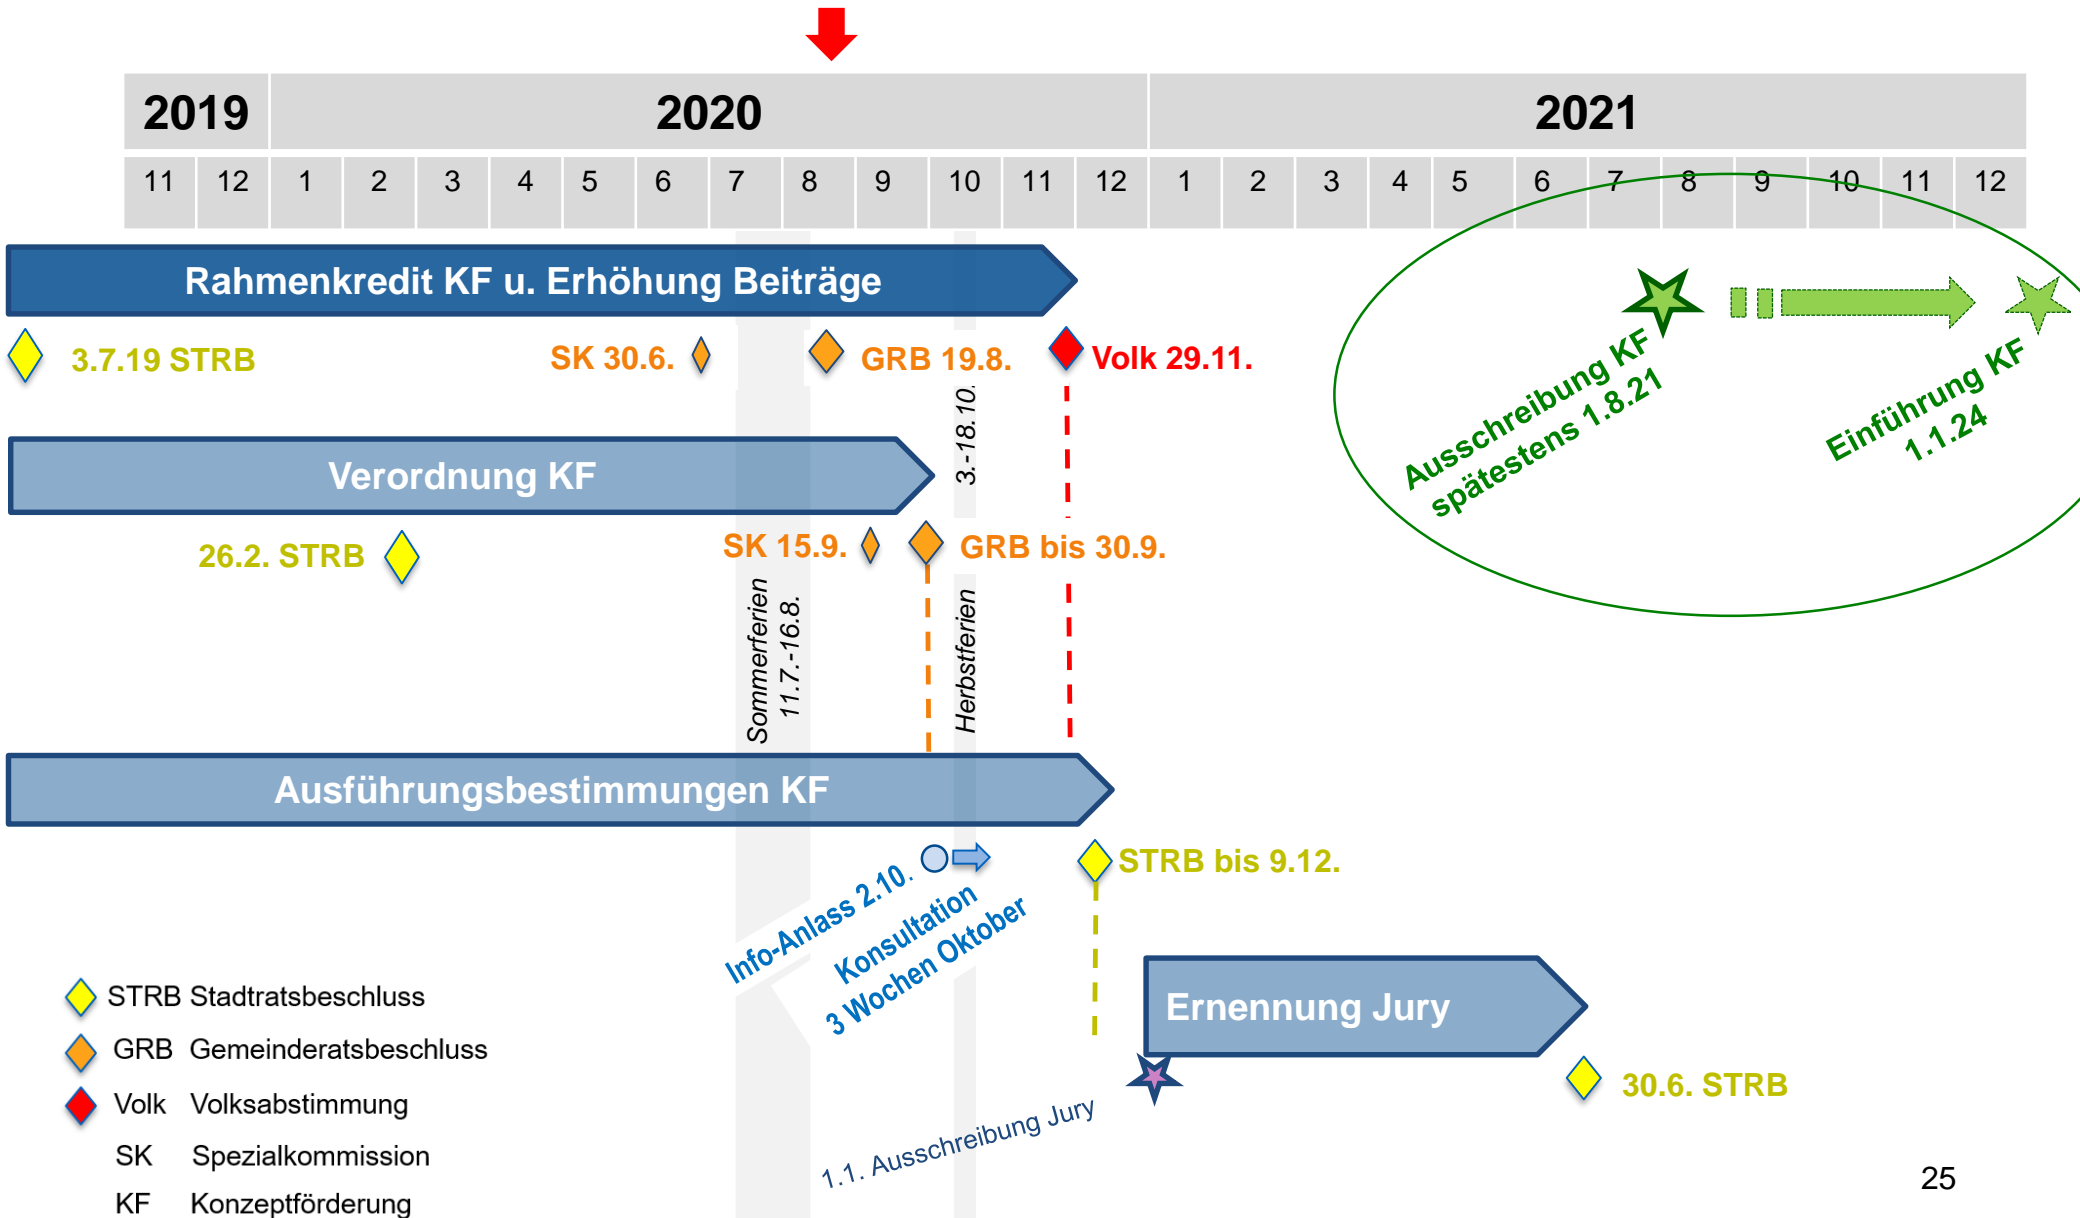 2019 2020 2021
11 12 1 2 3 4 5 6 7 8 9 10 11 12 1 2 3 4 5 6 7 8 9 10 11 12
Rahmenkredit KF u. Erhöhung Beiträge
3.7.19 STRB
SK 30.6.
GRB 19.8.
Volk 29.11.
Ausschreibung KF
spätestens 1.8.21
Einführung KF
1.1.24
Verordnung KF
26.2. STRB
SK 15.9.
GRB bis 30.9.
Sommerferien
11.7.-16.8.
Herbstferien 3.-18.10.
Ausführungsbestimmungen KF
Info-Anlass 2.10.
Konsultation
3 Wochen Oktober
STRB bis 9.12.
Ernennung Jury
1.1. Ausschreibung Jury
30.6. STRB
STRB Stadtratsbeschluss
GRB Gemeinderatsbeschluss
Volk Volksabstimmung
SK Spezialkommission
KF Konzeptförderung
25